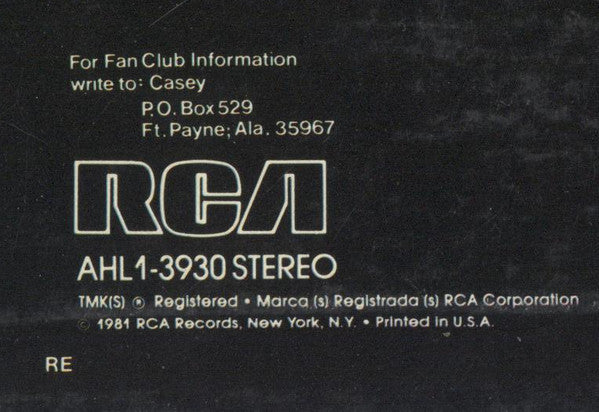 For Fan Club Information
write to: Casey
P.O. Box 529
Ft. Payne, Ala. 35967
RCA
AHL1-3930 STEREO
TMK(S) ® Registered • Marca (s) Registrada (s) RCA Corporation
© 1981 RCA Records, New York, N.Y. • Printed in U.S.A.
RE